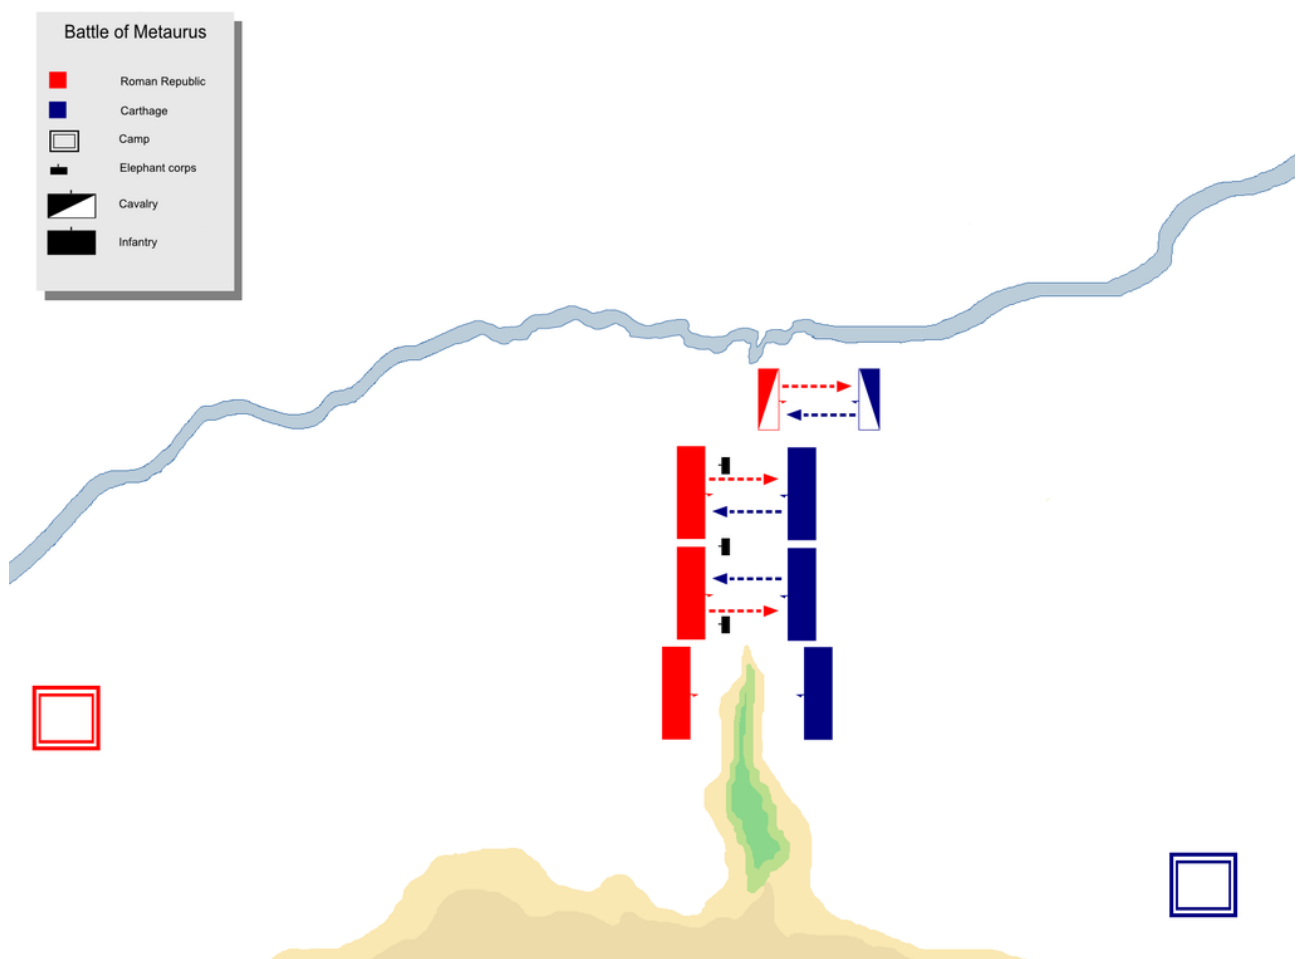 Battle of Metaurus
Roman Republic
Carthage
Camp
Elephant corps
Cavalry
Infantry